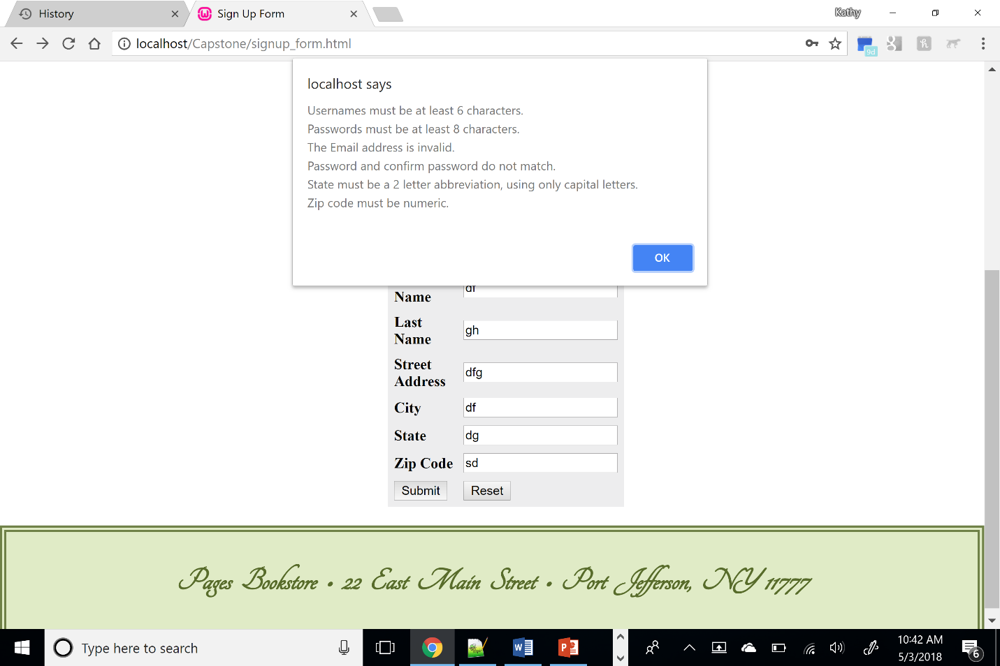 History
Sign Up Form
Kathy
localhost/Capstone/signup_form.html
9d
localhost says
Usernames must be at least 6 characters.
Passwords must be at least 8 characters.
The Email address is invalid.
Password and confirm password do not match.
State must be a 2 letter abbreviation, using only capital letters.
Zip code must be numeric.
OK
Name df
Last Name gh
Street Address dfg
City df
State dg
Zip Code sd
Submit Reset
Pages Bookstore • 22 East Main Street • Port Jefferson, NY 11777
Type here to search
10:42 AM
5/3/2018
6